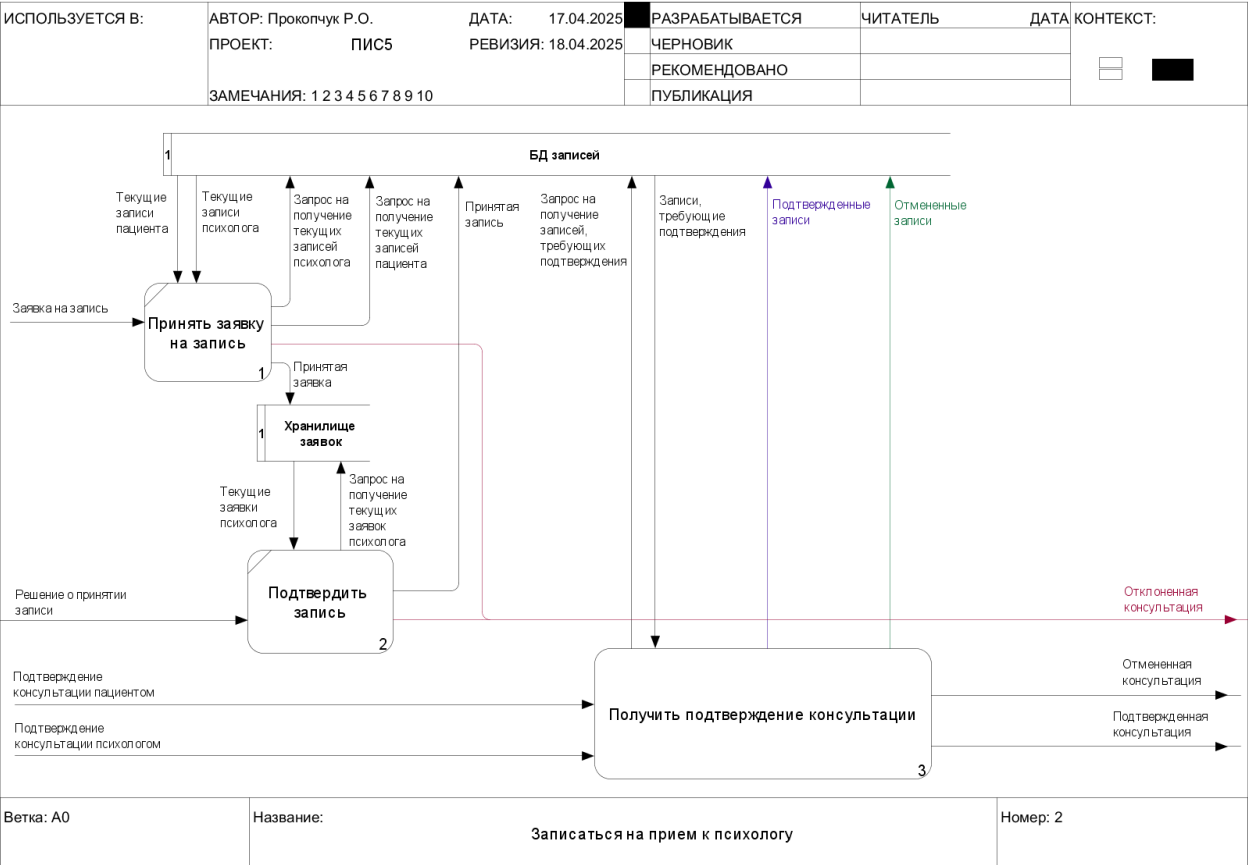 ИСПОЛЬЗУЕТСЯ В:
АВТОР: Прокопчук Р.О.
ДАТА: 17.04.2025
РАЗРАБАТЫВАЕТСЯ
ЧИТАТЕЛЬ
ДАТА
КОНТЕКСТ:
ПРОЕКТ: ПИС5
РЕВИЗИЯ: 18.04.2025
ЧЕРНОВИК
РЕКОМЕНДОВАНО
ЗАМЕЧАНИЯ: 1 2 3 4 5 6 7 8 9 10
ПУБЛИКАЦИЯ
1
БД записей
Текущие
записи
пациента
Текущие
записи
психолога
Запрос на
получение
текущих
записей
психолога
Запрос на
получение
текущих
записей
пациента
Принятая
запись
Запрос на
получение
записей,
требующих
подтверждения
Записи,
требующие
подтверждения
Подтвержденные
записи
Отмененные
записи
Заявка на запись
Принять заявку
на запись
1
Принятая
заявка
1
Хранилище
заявок
Текущие
заявки
психолога
Запрос на
получение
текущих
заявок
психолога
Решение о принятии
записи
Подтвердить
запись
2
Отклоненная
консультация
Подтверждение
консультации пациентом
Подтверждение
консультации психологом
Получить подтверждение консультации
3
Отмененная
консультация
Подтвержденная
консультация
Ветка: A0
Название:
Записаться на прием к психологу
Номер: 2